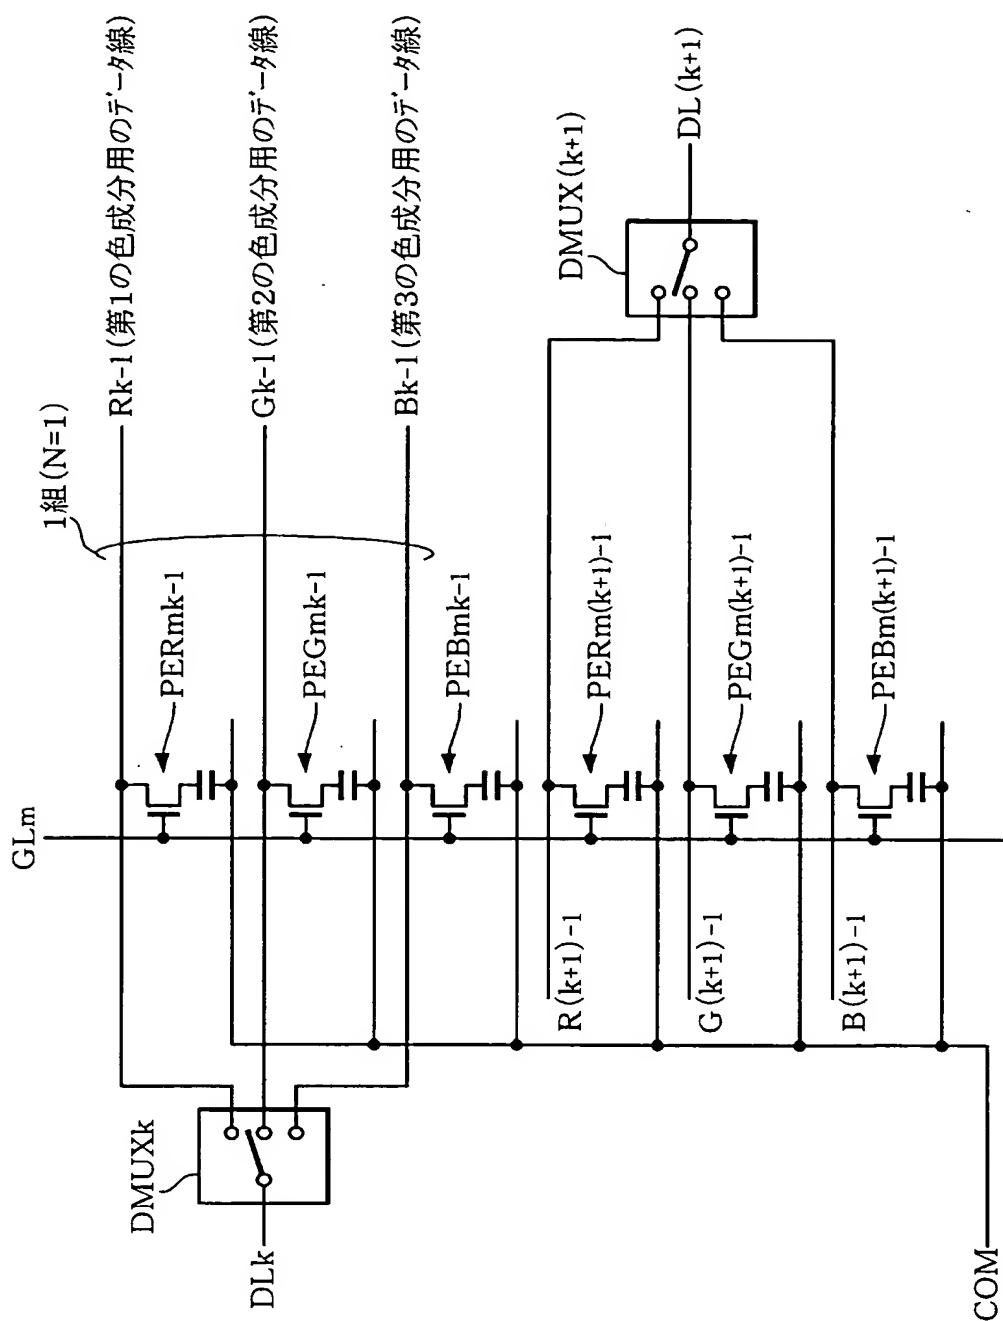 Rk-1(第1の色成分用のデータ線)
Gk-1(第2の色成分用のデータ線)
Bk-1(第3の色成分用のデータ線)
1組(N=1)
DL(k+1)
DMUX(k+1)
PERmk-1
PEGmk-1
PEBmk-1
PERm(k+1)-1
PEGm(k+1)-1
PEBm(k+1)-1
GLm
R(k+1)-1
G(k+1)-1
B(k+1)-1
DMUXk
DLk
COM